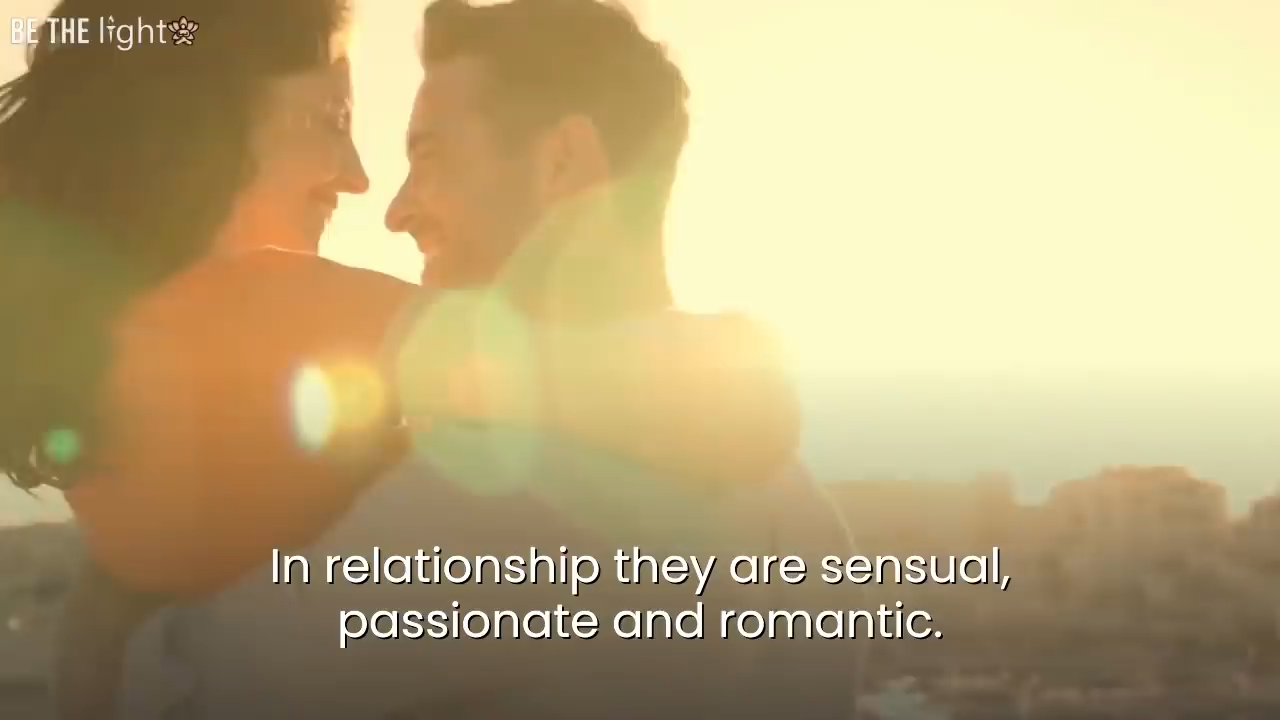 BE THE light
In relationship they are sensual,
passionate and romantic.